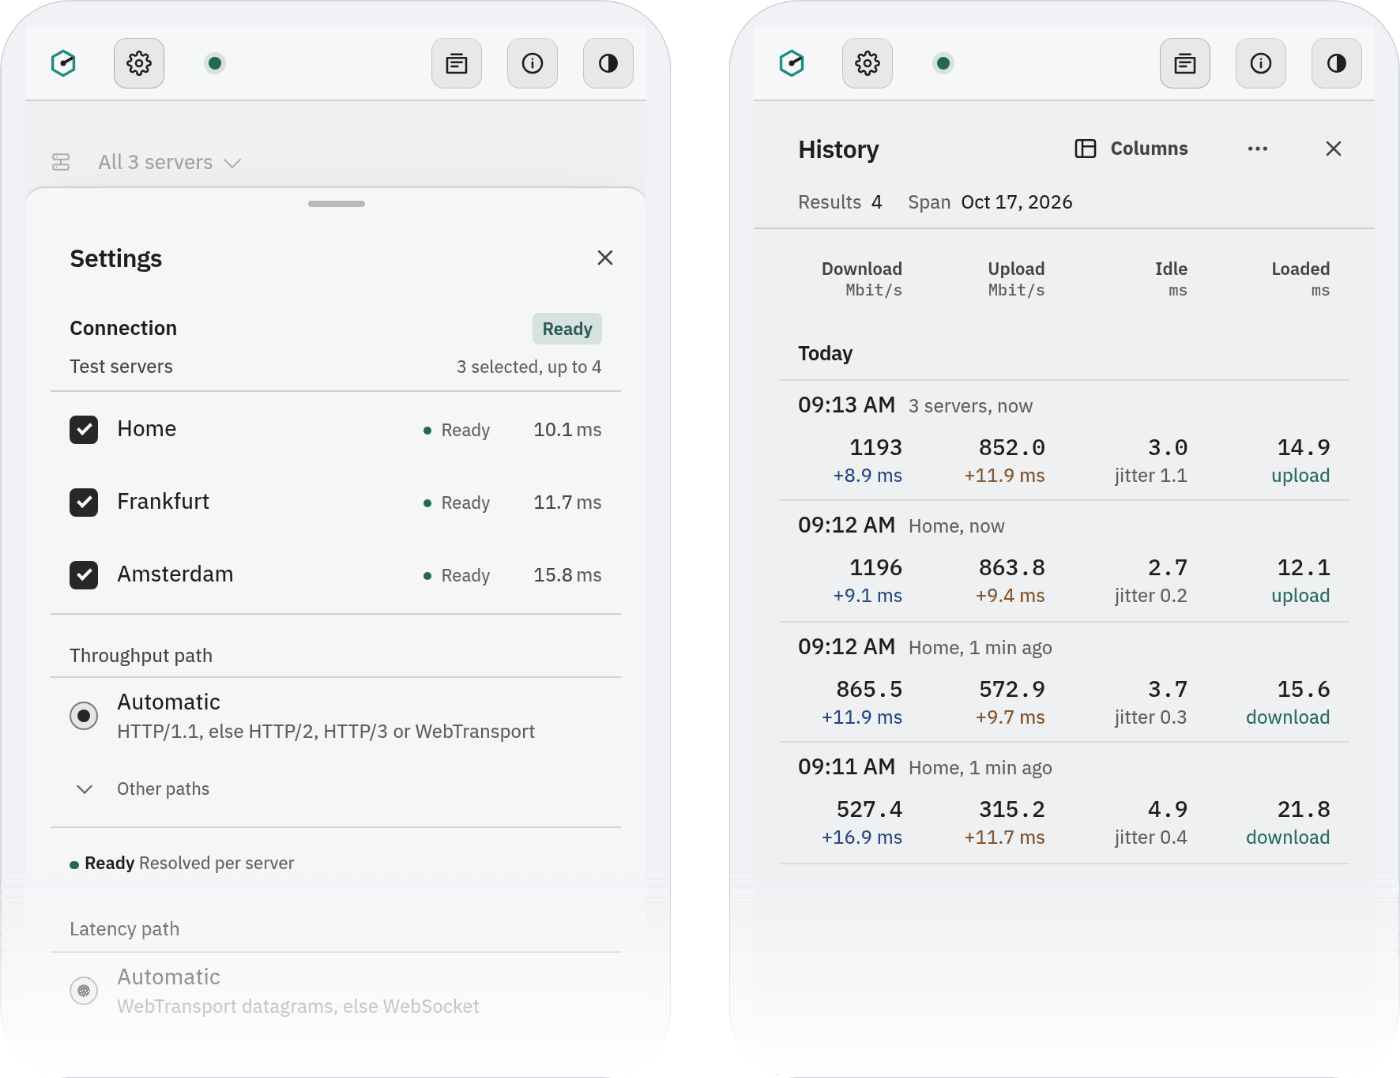 All 3 servers
Settings
Connection Ready
Test servers 3 selected, up to 4
Home Ready 10.1 ms
Frankfurt Ready 11.7 ms
Amsterdam Ready 15.8 ms
Throughput path
Automatic
HTTP/1.1, else HTTP/2, HTTP/3 or WebTransport
Other paths
Ready Resolved per server
Latency path
Automatic
WebTransport datagrams, else WebSocket
History Columns
Results 4 Span Oct 17, 2026
Download Upload Idle Loaded
Mbit/s Mbit/s ms ms
Today
09:13 AM 3 servers, now
1193 852.0 3.0 14.9
+8.9 ms +11.9 ms jitter 1.1 upload
09:12 AM Home, now
1196 863.8 2.7 12.1
+9.1 ms +9.4 ms jitter 0.2 upload
09:12 AM Home, 1 min ago
865.5 572.9 3.7 15.6
+11.9 ms +9.7 ms jitter 0.3 download
09:11 AM Home, 1 min ago
527.4 315.2 4.9 21.8
+16.9 ms +11.7 ms jitter 0.4 download